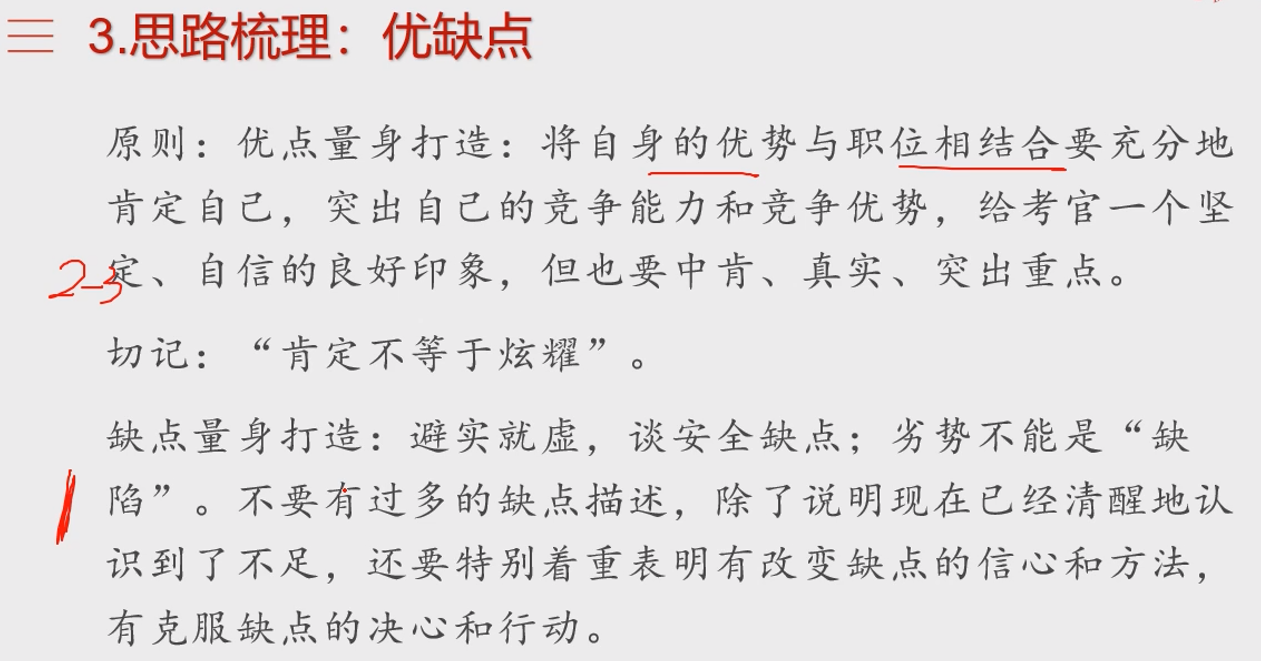 3.思路梳理：优缺点
原则：优点量身打造：将自身的优势与职位相结合要充分地
肯定自己，突出自己的竞争能力和竞争优势，给考官一个坚
定、自信的良好印象，但也要中肯、真实、突出重点。
2-3
切记：“肯定不等于炫耀”。
缺点量身打造：避实就虚，谈安全缺点；劣势不能是“缺
陷”。不要有过多的缺点描述，除了说明现在已经清醒地认
识到了不足，还要特别着重表明有改变缺点的信心和方法，
有克服缺点的决心和行动。